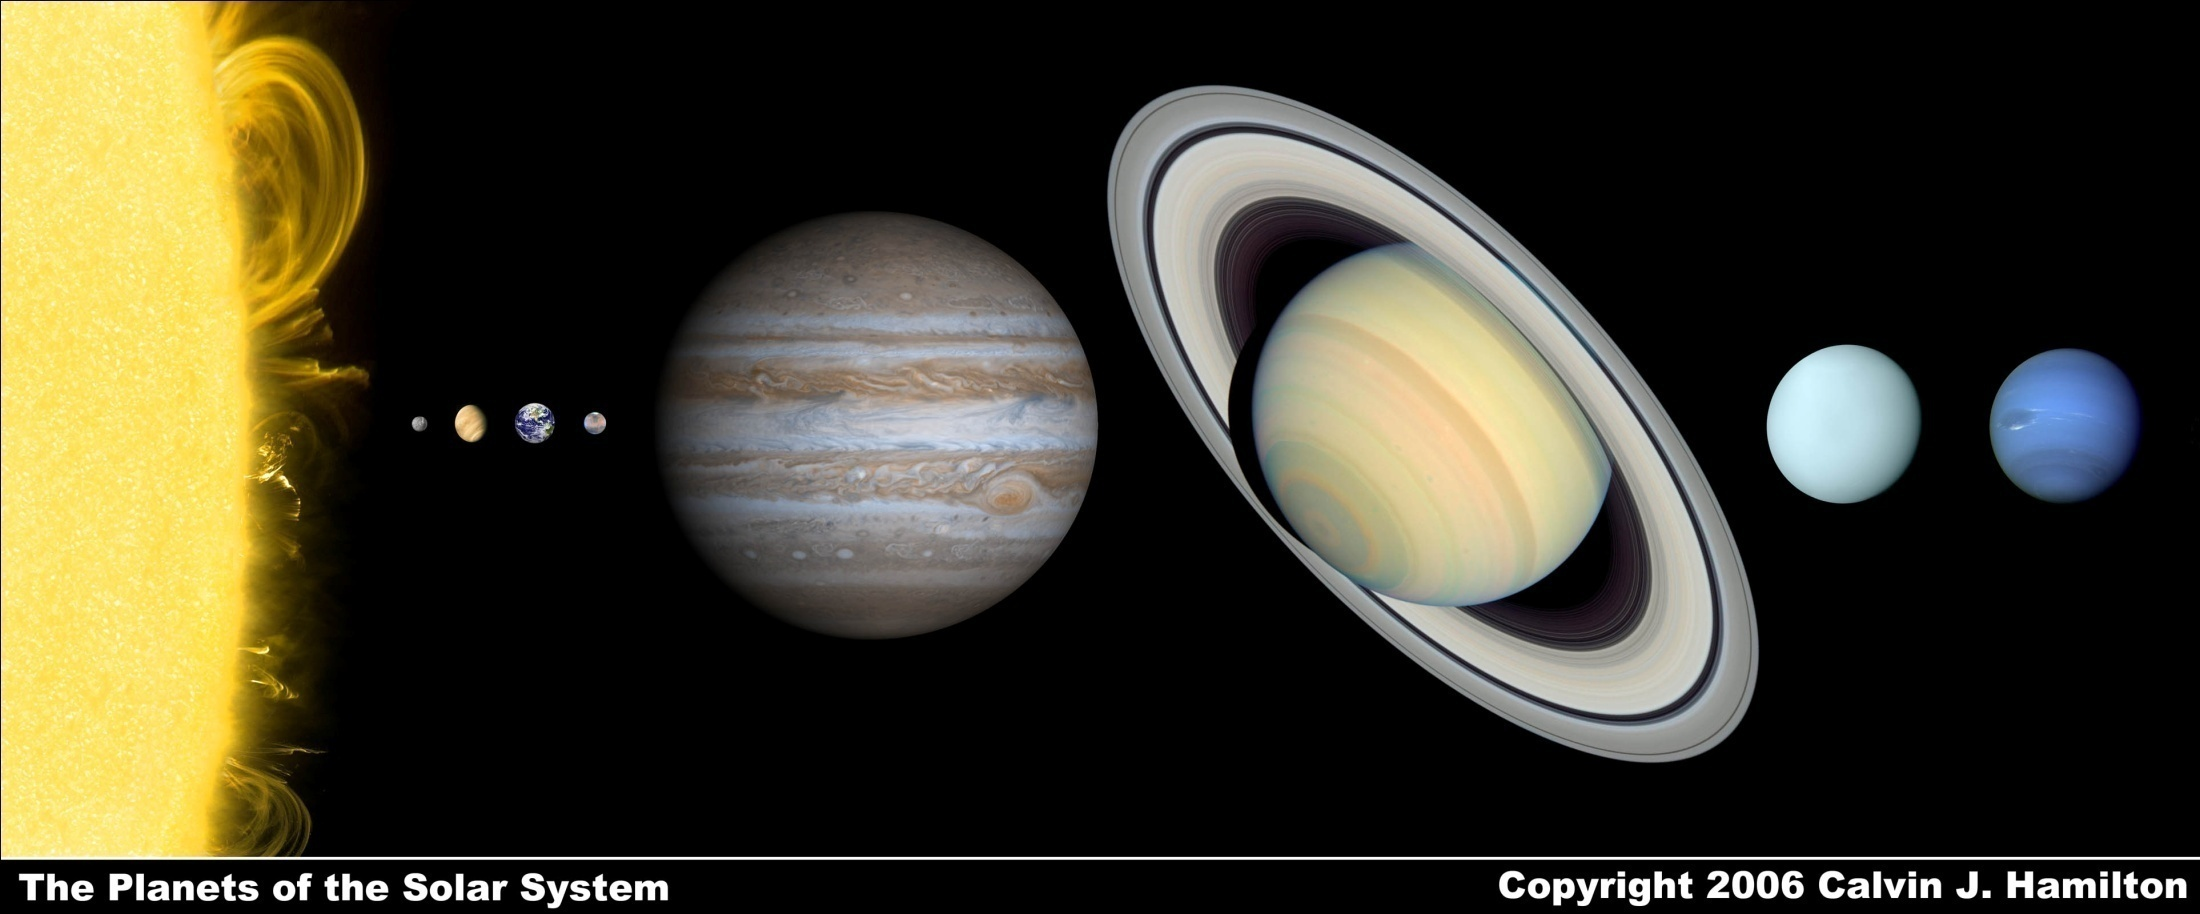 The Planets of the Solar System
Copyright 2006 Calvin J. Hamilton